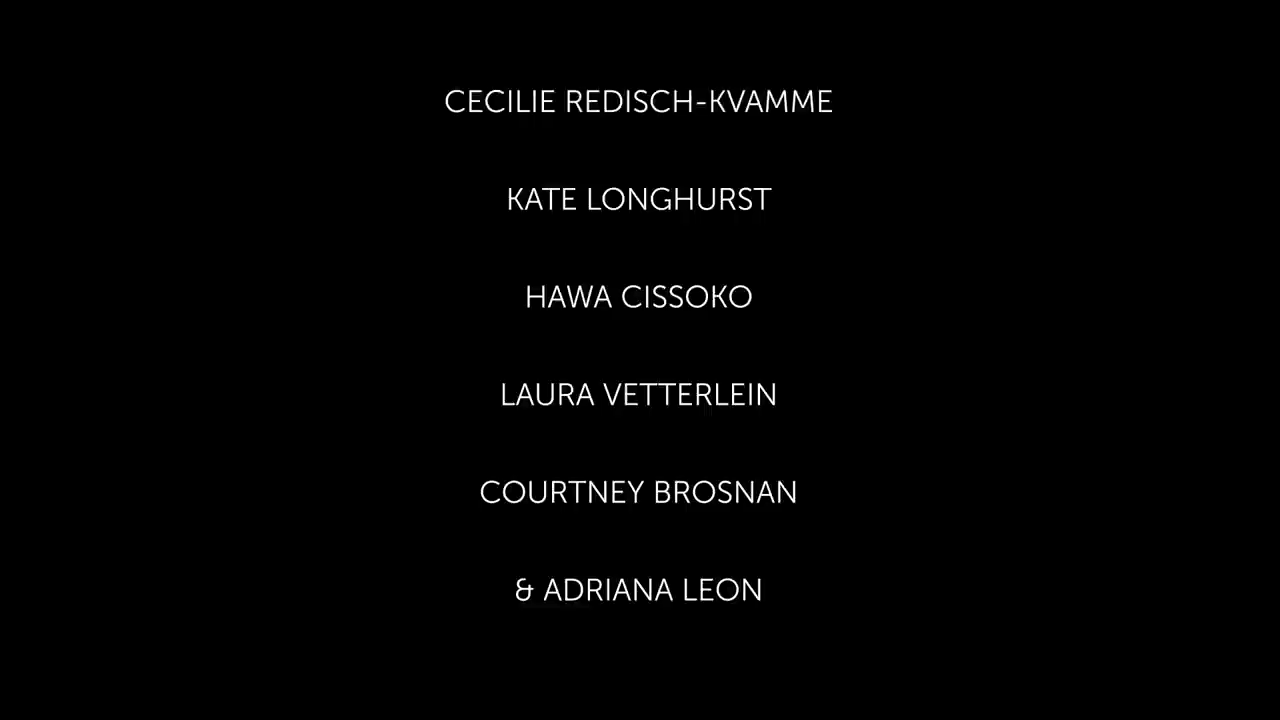 CECILIE REDISCH-KVAMME
KATE LONGHURST
HAWA CISSOKO
LAURA VETTERLEIN
COURTNEY BROSNAN
& ADRIANA LEON